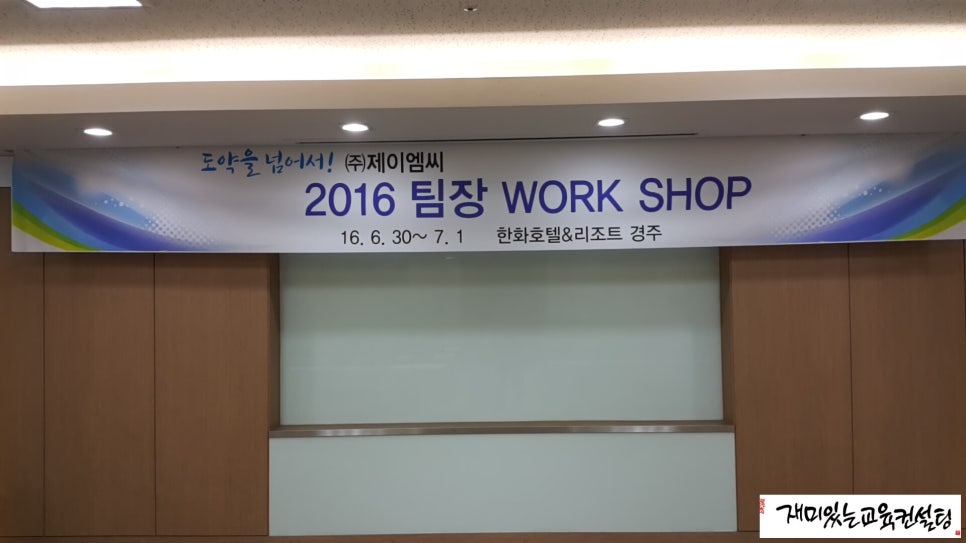 도약을 넘어서! ㈜제이엠씨
2016 팀장 WORK SHOP
16. 6. 30~ 7. 1 한화호텔&리조트 경주
재미있는교육컨설팅